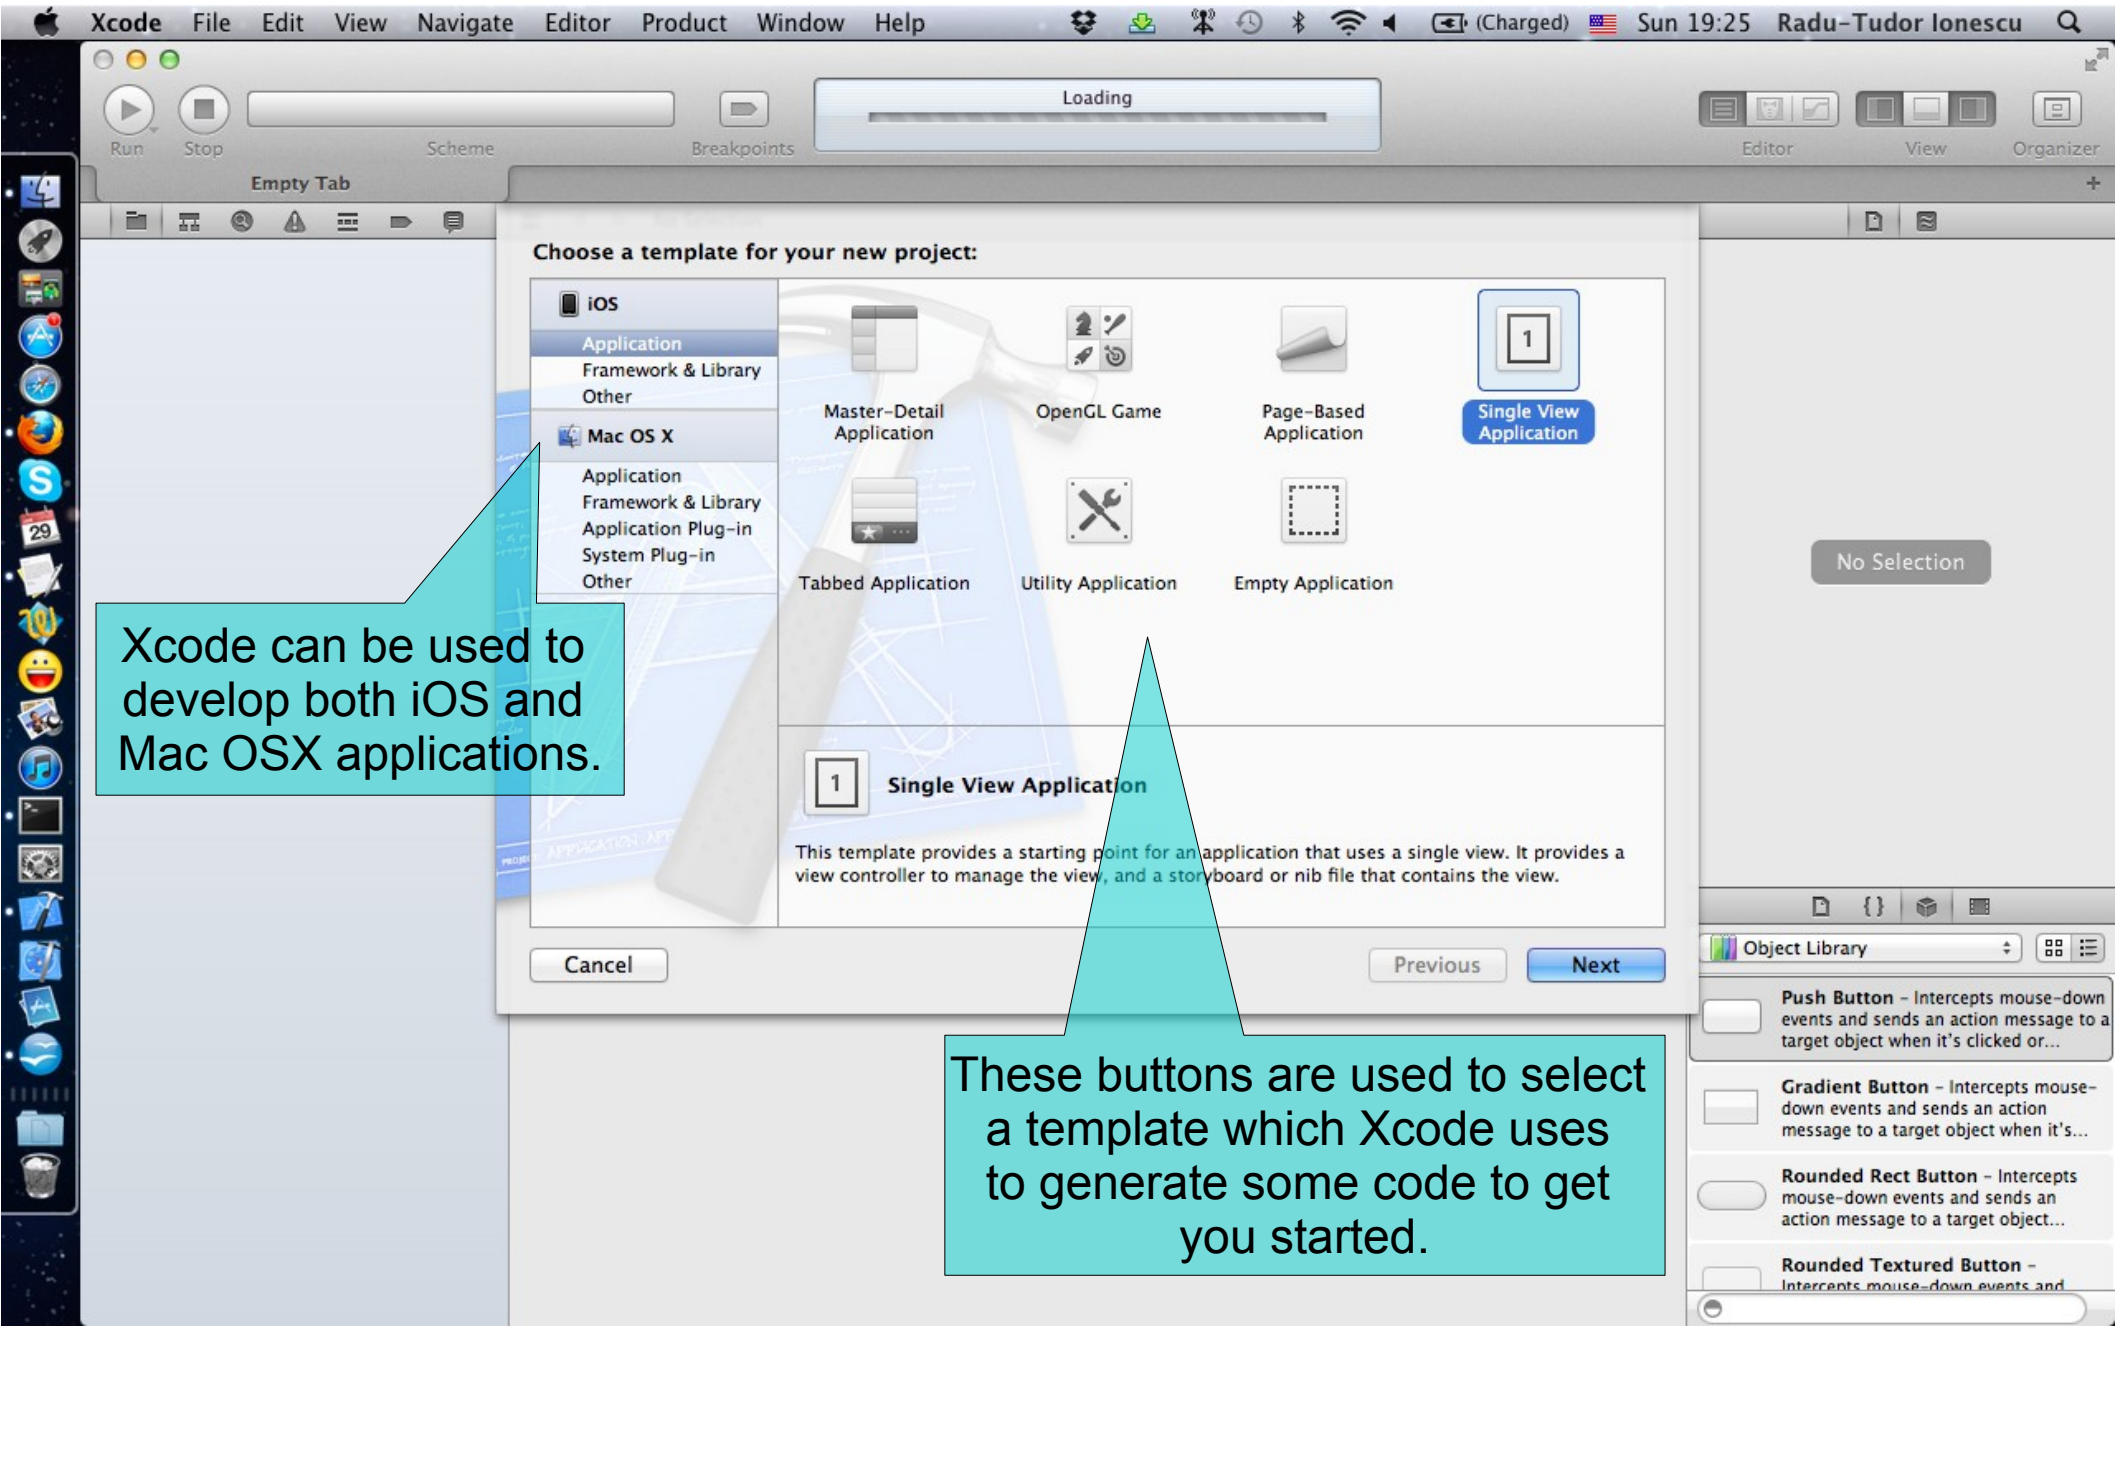 Xcode File Edit View Navigate Editor Product Window Help (Charged) Sun 19:25 Radu-Tudor Ionescu
Loading
Run Stop Scheme Breakpoints Editor View Organizer
Empty Tab
Choose a template for your new project:
iOS
Application
Framework & Library
Other
Mac OS X
Application
Framework & Library
Application Plug-in
System Plug-in
Other
Master-Detail
Application
OpenGL Game
Page-Based
Application
1
Single View
Application
Tabbed Application
Utility Application
Empty Application
1
Single View Application
This template provides a starting point for an application that uses a single view. It provides a
view controller to manage the view, and a storyboard or nib file that contains the view.
Cancel Previous Next
Xcode can be used to
develop both iOS and
Mac OSX applications.
These buttons are used to select
a template which Xcode uses
to generate some code to get
you started.
No Selection
{}
Object Library
Push Button - Intercepts mouse-down
events and sends an action message to a
target object when it's clicked or...
Gradient Button - Intercepts mouse-
down events and sends an action
message to a target object when it's...
Rounded Rect Button - Intercepts
mouse-down events and sends an
action message to a target object...
Rounded Textured Button -
Intercepts mouse-down events and
29